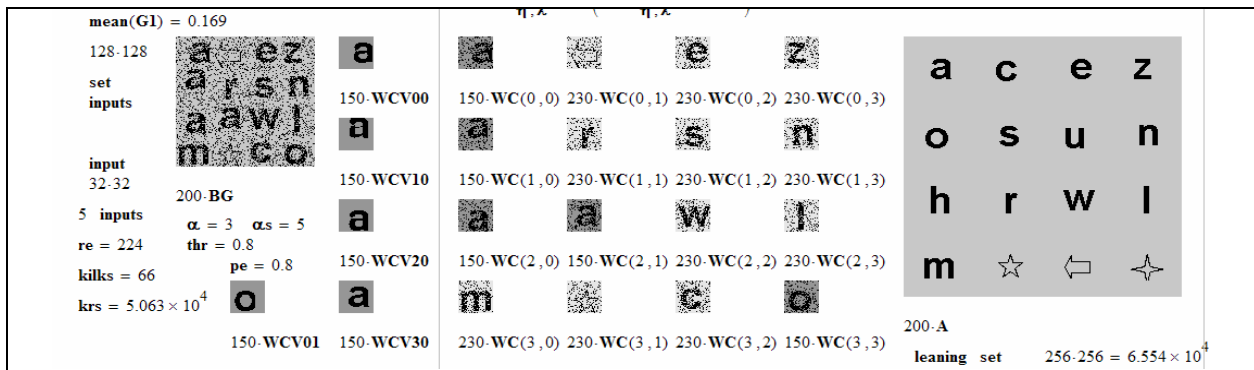 mean(G1) = 0.169
128·128
set
inputs
input
32·32
5 inputs
re = 224
kilks = 66
krs = 5.063 × 10^4
a ⇦ e z
a r s n
a a w l
m ☆ c o
200·BG
α = 3 αs = 5
thr = 0.8
pe = 0.8
o
150·WCV01
a
150·WCV00
a
150·WCV10
a
150·WCV20
a
150·WCV30
η,λ ( η,λ )
a ⇦ e z
150·WC(0,0) 230·WC(0,1) 230·WC(0,2) 230·WC(0,3)
a r s n
150·WC(1,0) 230·WC(1,1) 230·WC(1,2) 230·WC(1,3)
a a w l
150·WC(2,0) 150·WC(2,1) 230·WC(2,2) 230·WC(2,3)
m ☆ c o
230·WC(3,0) 230·WC(3,1) 230·WC(3,2) 150·WC(3,3)
a c e z
o s u n
h r w l
m ☆ ⇦ ✧
200·A
leaning set 256·256 = 6.554 × 10^4